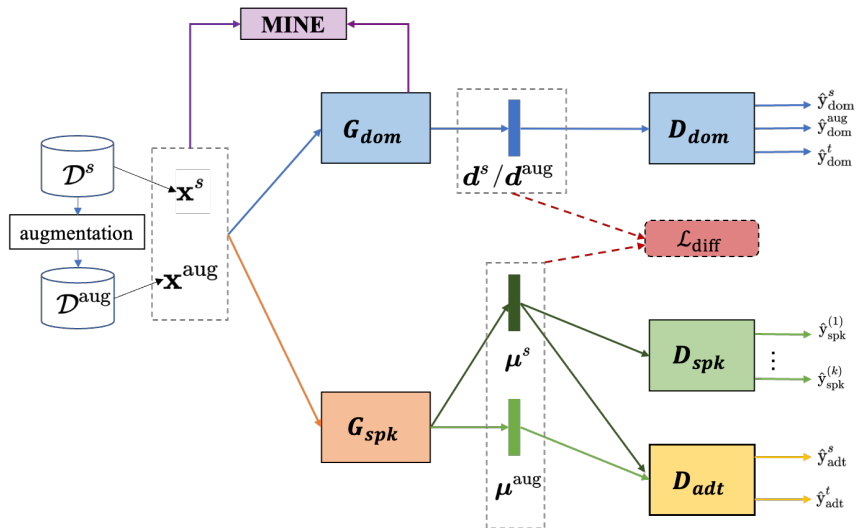 MINE
G_dom
d^s/d^aug
D_dom
ŷ^s_dom
ŷ^aug_dom
ŷ^t_dom
𝒟^s
x^s
augmentation
𝒟^aug
x^aug
ℒ_diff
μ^s
D_spk
ŷ^(1)_spk
⋮
ŷ^(k)_spk
G_spk
μ^aug
D_adt
ŷ^s_adt
ŷ^t_adt